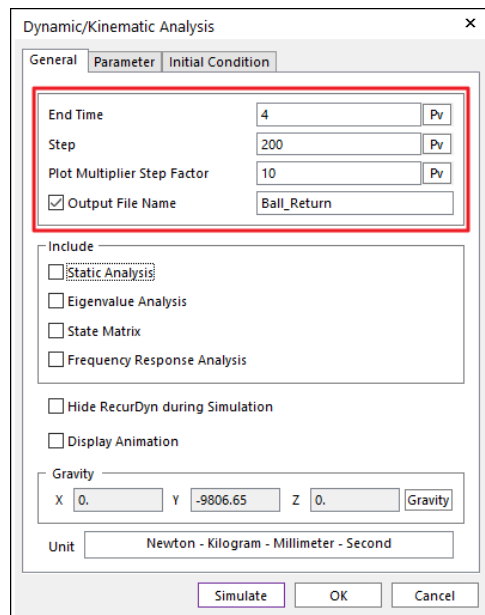 Dynamic/Kinematic Analysis ×
General Parameter Initial Condition
End Time 4 Pv
Step 200 Pv
Plot Multiplier Step Factor 10 Pv
Output File Name Ball_Return
Include
Static Analysis
Eigenvalue Analysis
State Matrix
Frequency Response Analysis
Hide RecurDyn during Simulation
Display Animation
Gravity
X 0. Y -9806.65 Z 0. Gravity
Unit Newton - Kilogram - Millimeter - Second
Simulate OK Cancel